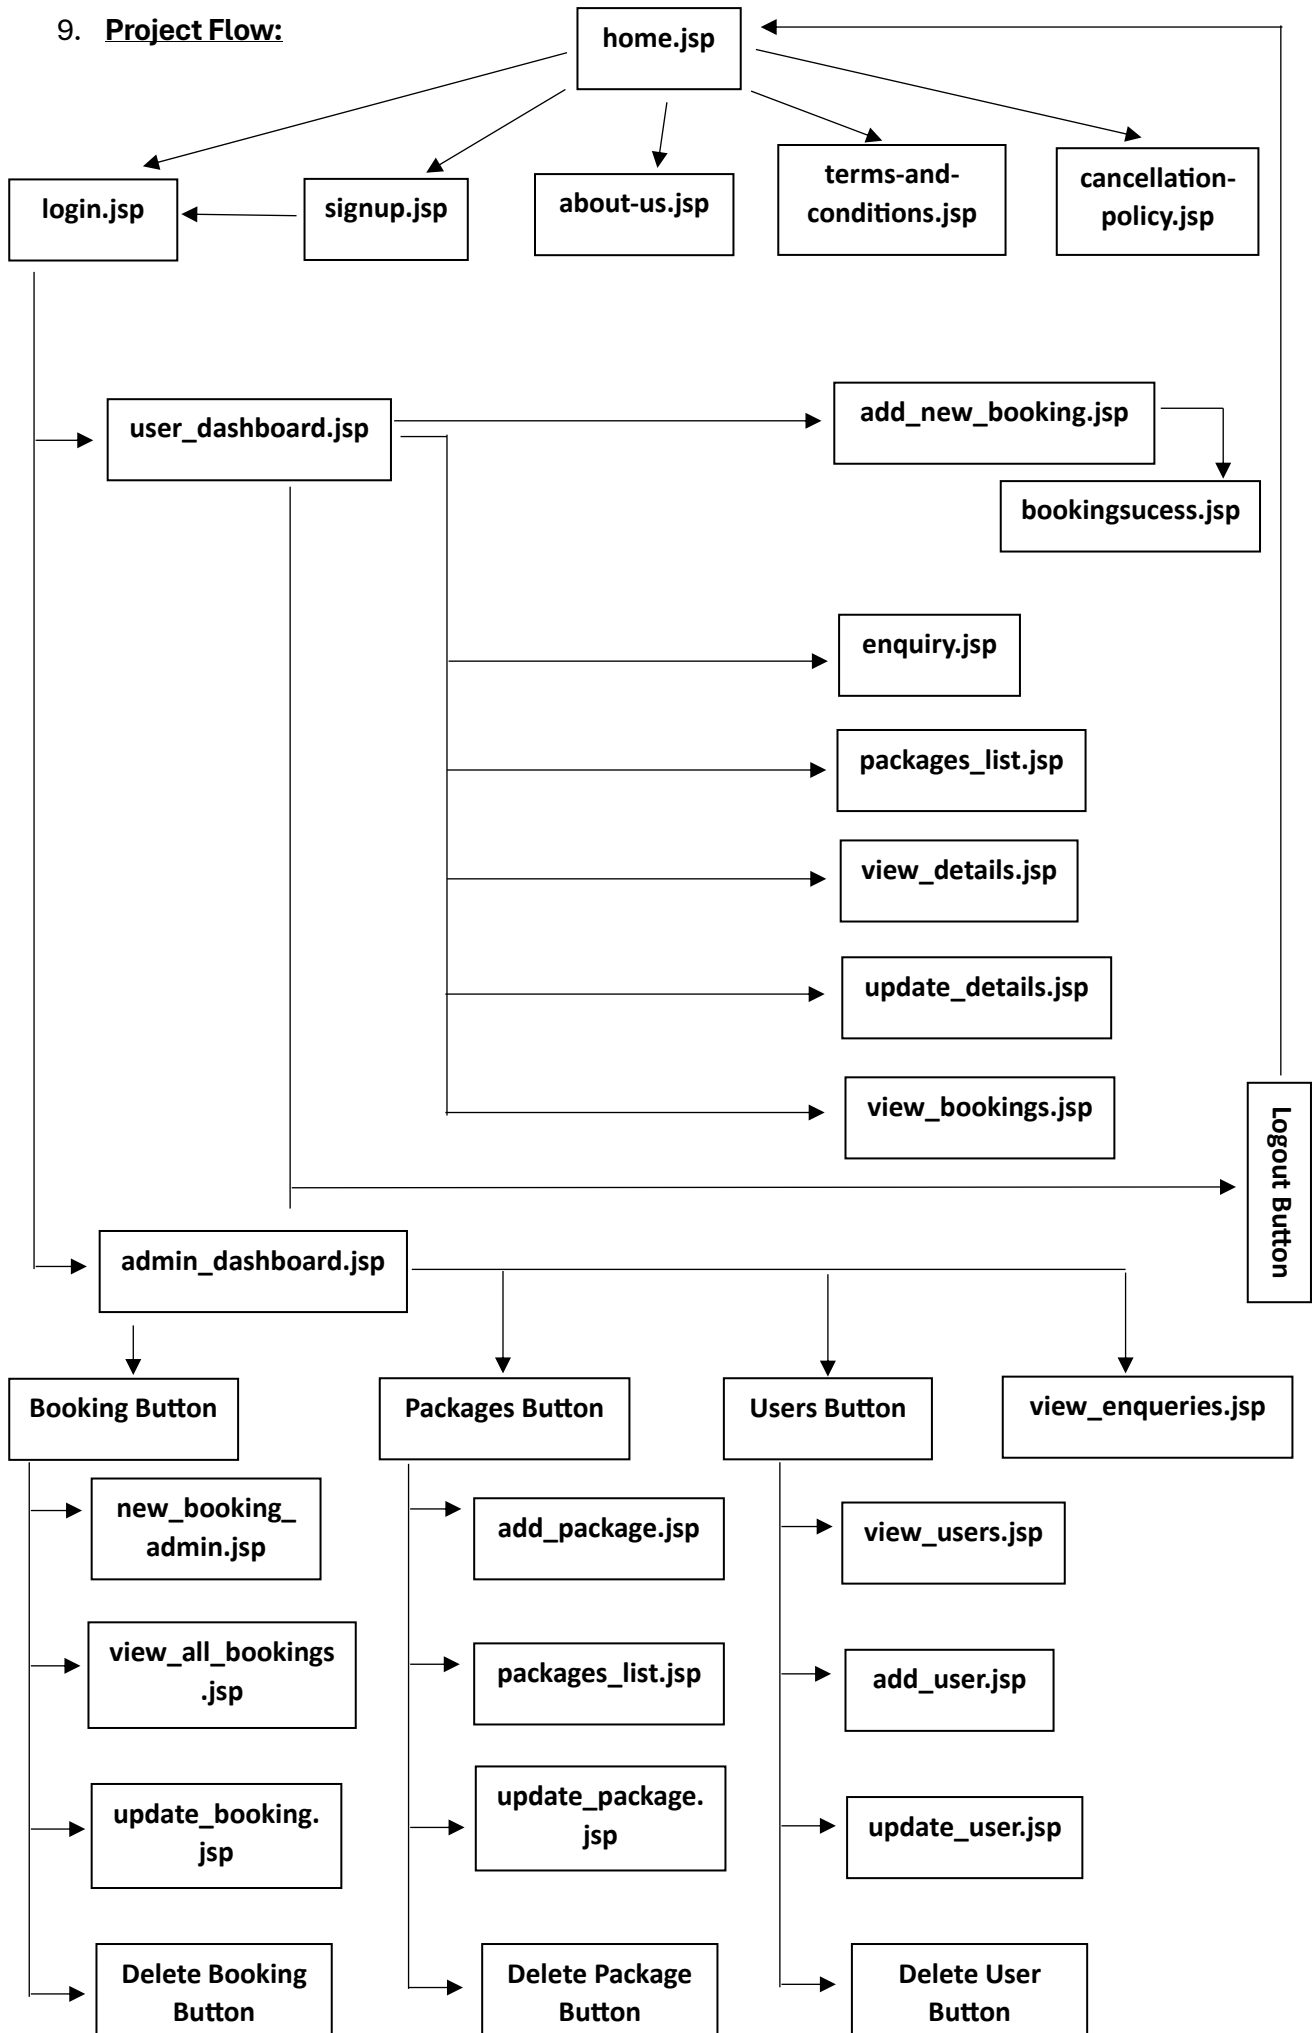 9. Project Flow:
home.jsp
login.jsp
signup.jsp
about-us.jsp
terms-and-
conditions.jsp
cancellation-
policy.jsp
user_dashboard.jsp
add_new_booking.jsp
bookingsucess.jsp
enquiry.jsp
packages_list.jsp
view_details.jsp
update_details.jsp
view_bookings.jsp
Logout Button
admin_dashboard.jsp
Booking Button
Packages Button
Users Button
view_enqueries.jsp
new_booking_
admin.jsp
add_package.jsp
view_users.jsp
view_all_bookings
.jsp
packages_list.jsp
add_user.jsp
update_booking.
jsp
update_package.
jsp
update_user.jsp
Delete Booking
Button
Delete Package
Button
Delete User
Button